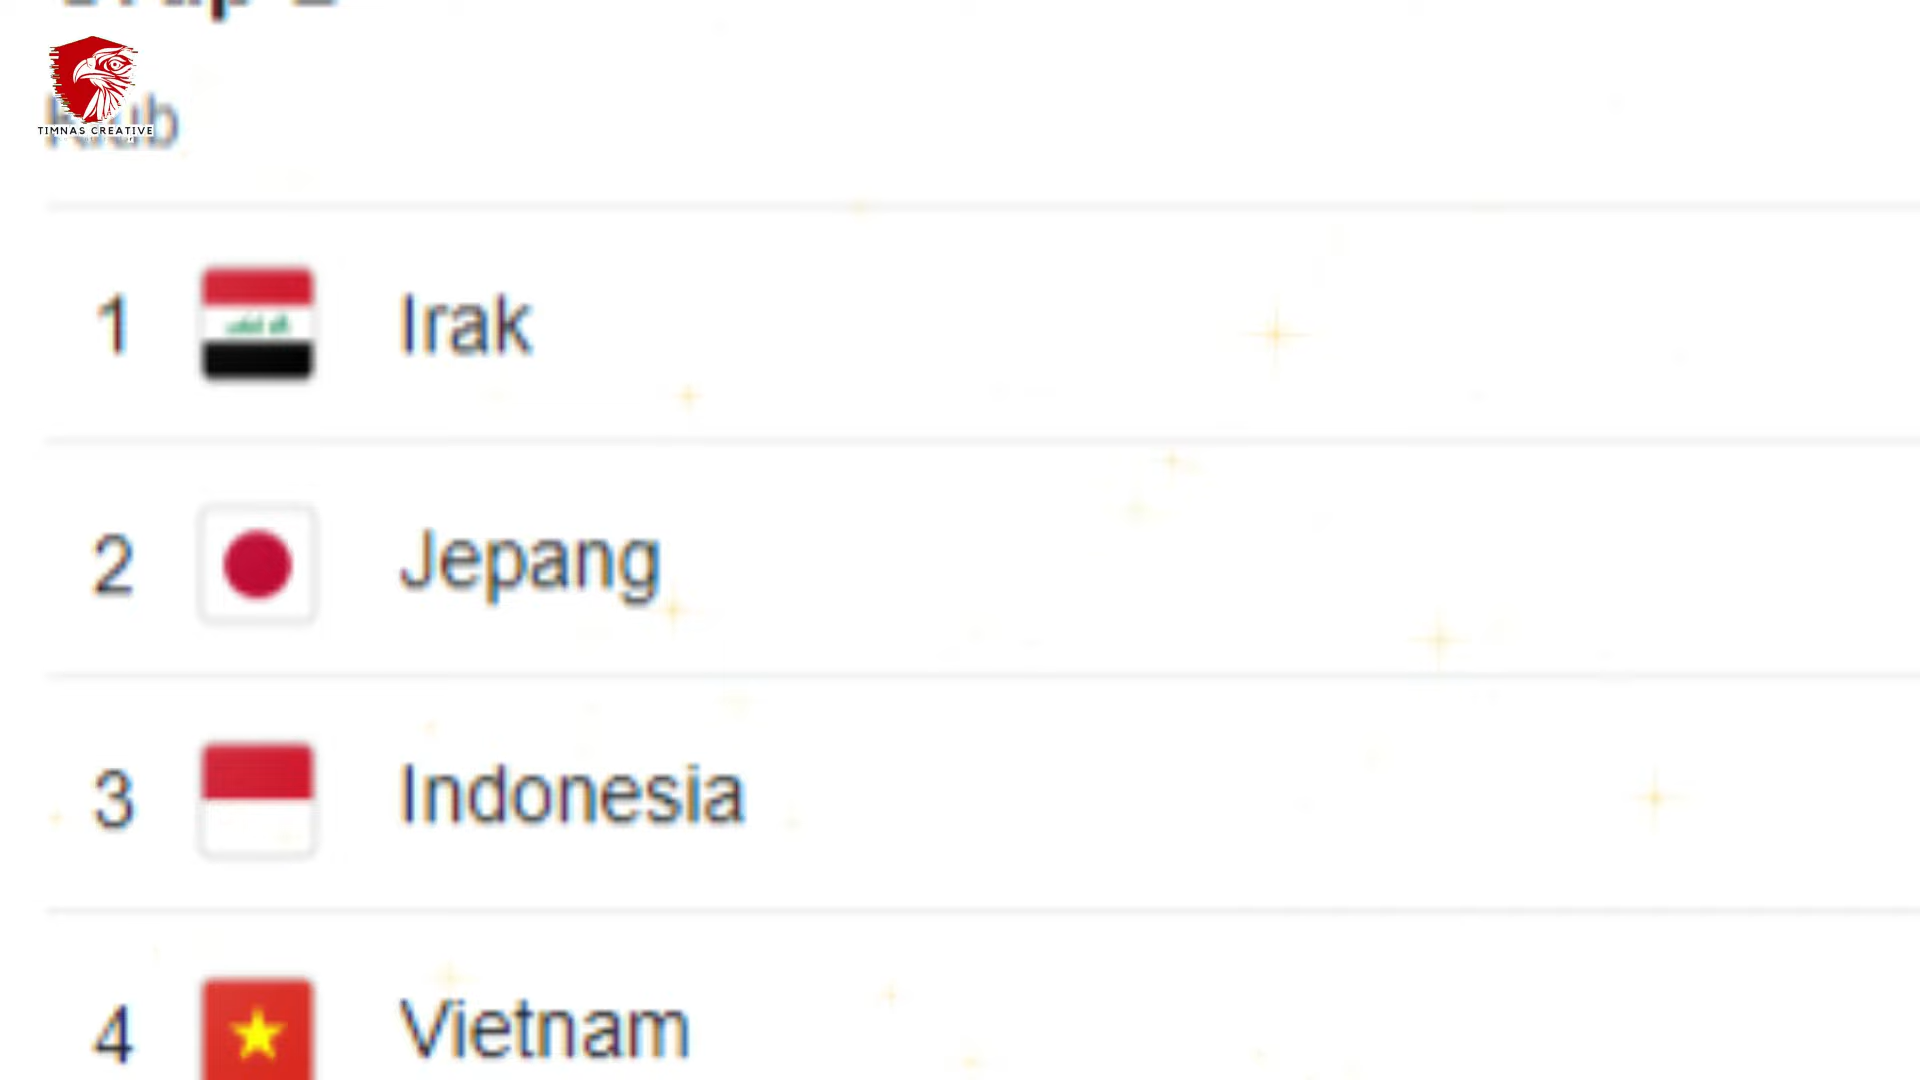 TIMNAS CREATIVE
1 Irak
2 Jepang
3 Indonesia
4 Vietnam